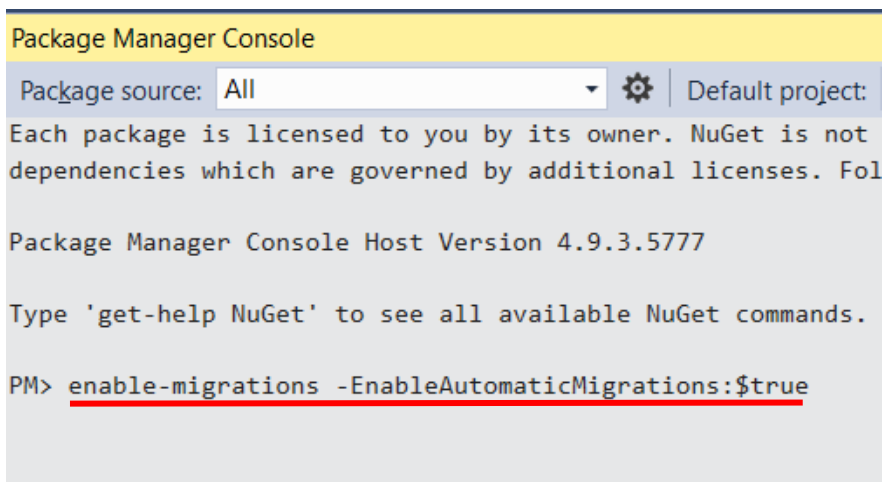 Package Manager Console
Package source: All Default project:
Each package is licensed to you by its owner. NuGet is not
dependencies which are governed by additional licenses. Fol
Package Manager Console Host Version 4.9.3.5777
Type 'get-help NuGet' to see all available NuGet commands.
PM> enable-migrations -EnableAutomaticMigrations:$true